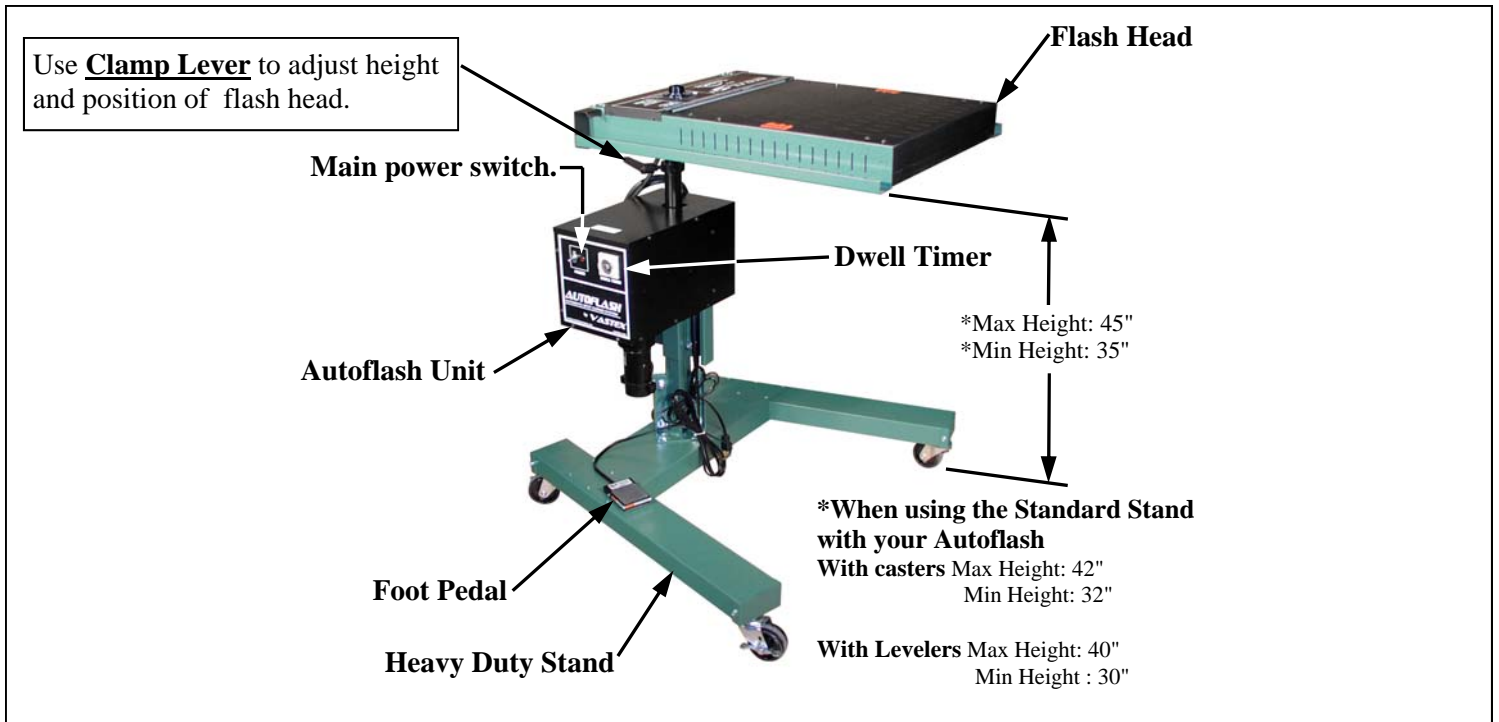 Flash Head
Use Clamp Lever to adjust height
and position of flash head.
Main power switch.
Dwell Timer
AUTOFLASH
VASTEX
*Max Height: 45"
*Min Height: 35"
Autoflash Unit
*When using the Standard Stand
with your Autoflash
With casters Max Height: 42"
Min Height: 32"
Foot Pedal
With Levelers Max Height: 40"
Min Height : 30"
Heavy Duty Stand